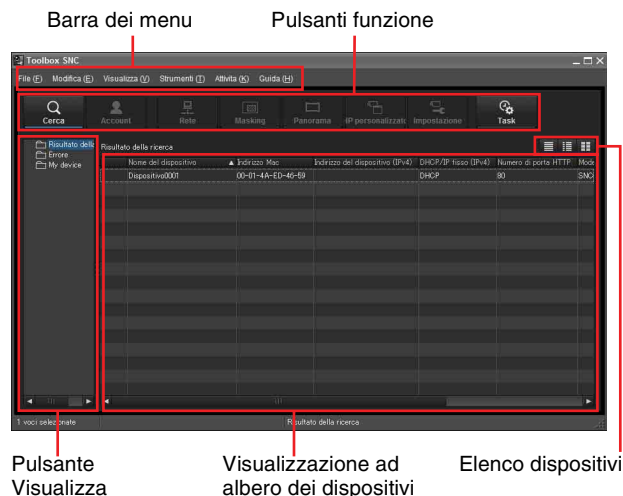 Barra dei menu
Pulsanti funzione
Toolbox SNC
File (F) Modifica (E) Visualizza (V) Strumenti (T) Attivita (K) Guida (H)
Cerca Account Rete Masking Panorama IP personalizzati Impostazione Task
Risultato della
Errore
My device
Risultato della ricerca
Nome del dispositivo ▲ Indirizzo Mac Indirizzo del dispositivo (IPv4) DHCP/IP fisso (IPv4) Numero di porta HTTP Mode
Dispositivo0001 00-01-4A-ED-46-59 DHCP 80 SNC
1 voci selezionate
Risultato della ricerca
Pulsante
Visualizza
Visualizzazione ad
albero dei dispositivi
Elenco dispositivi